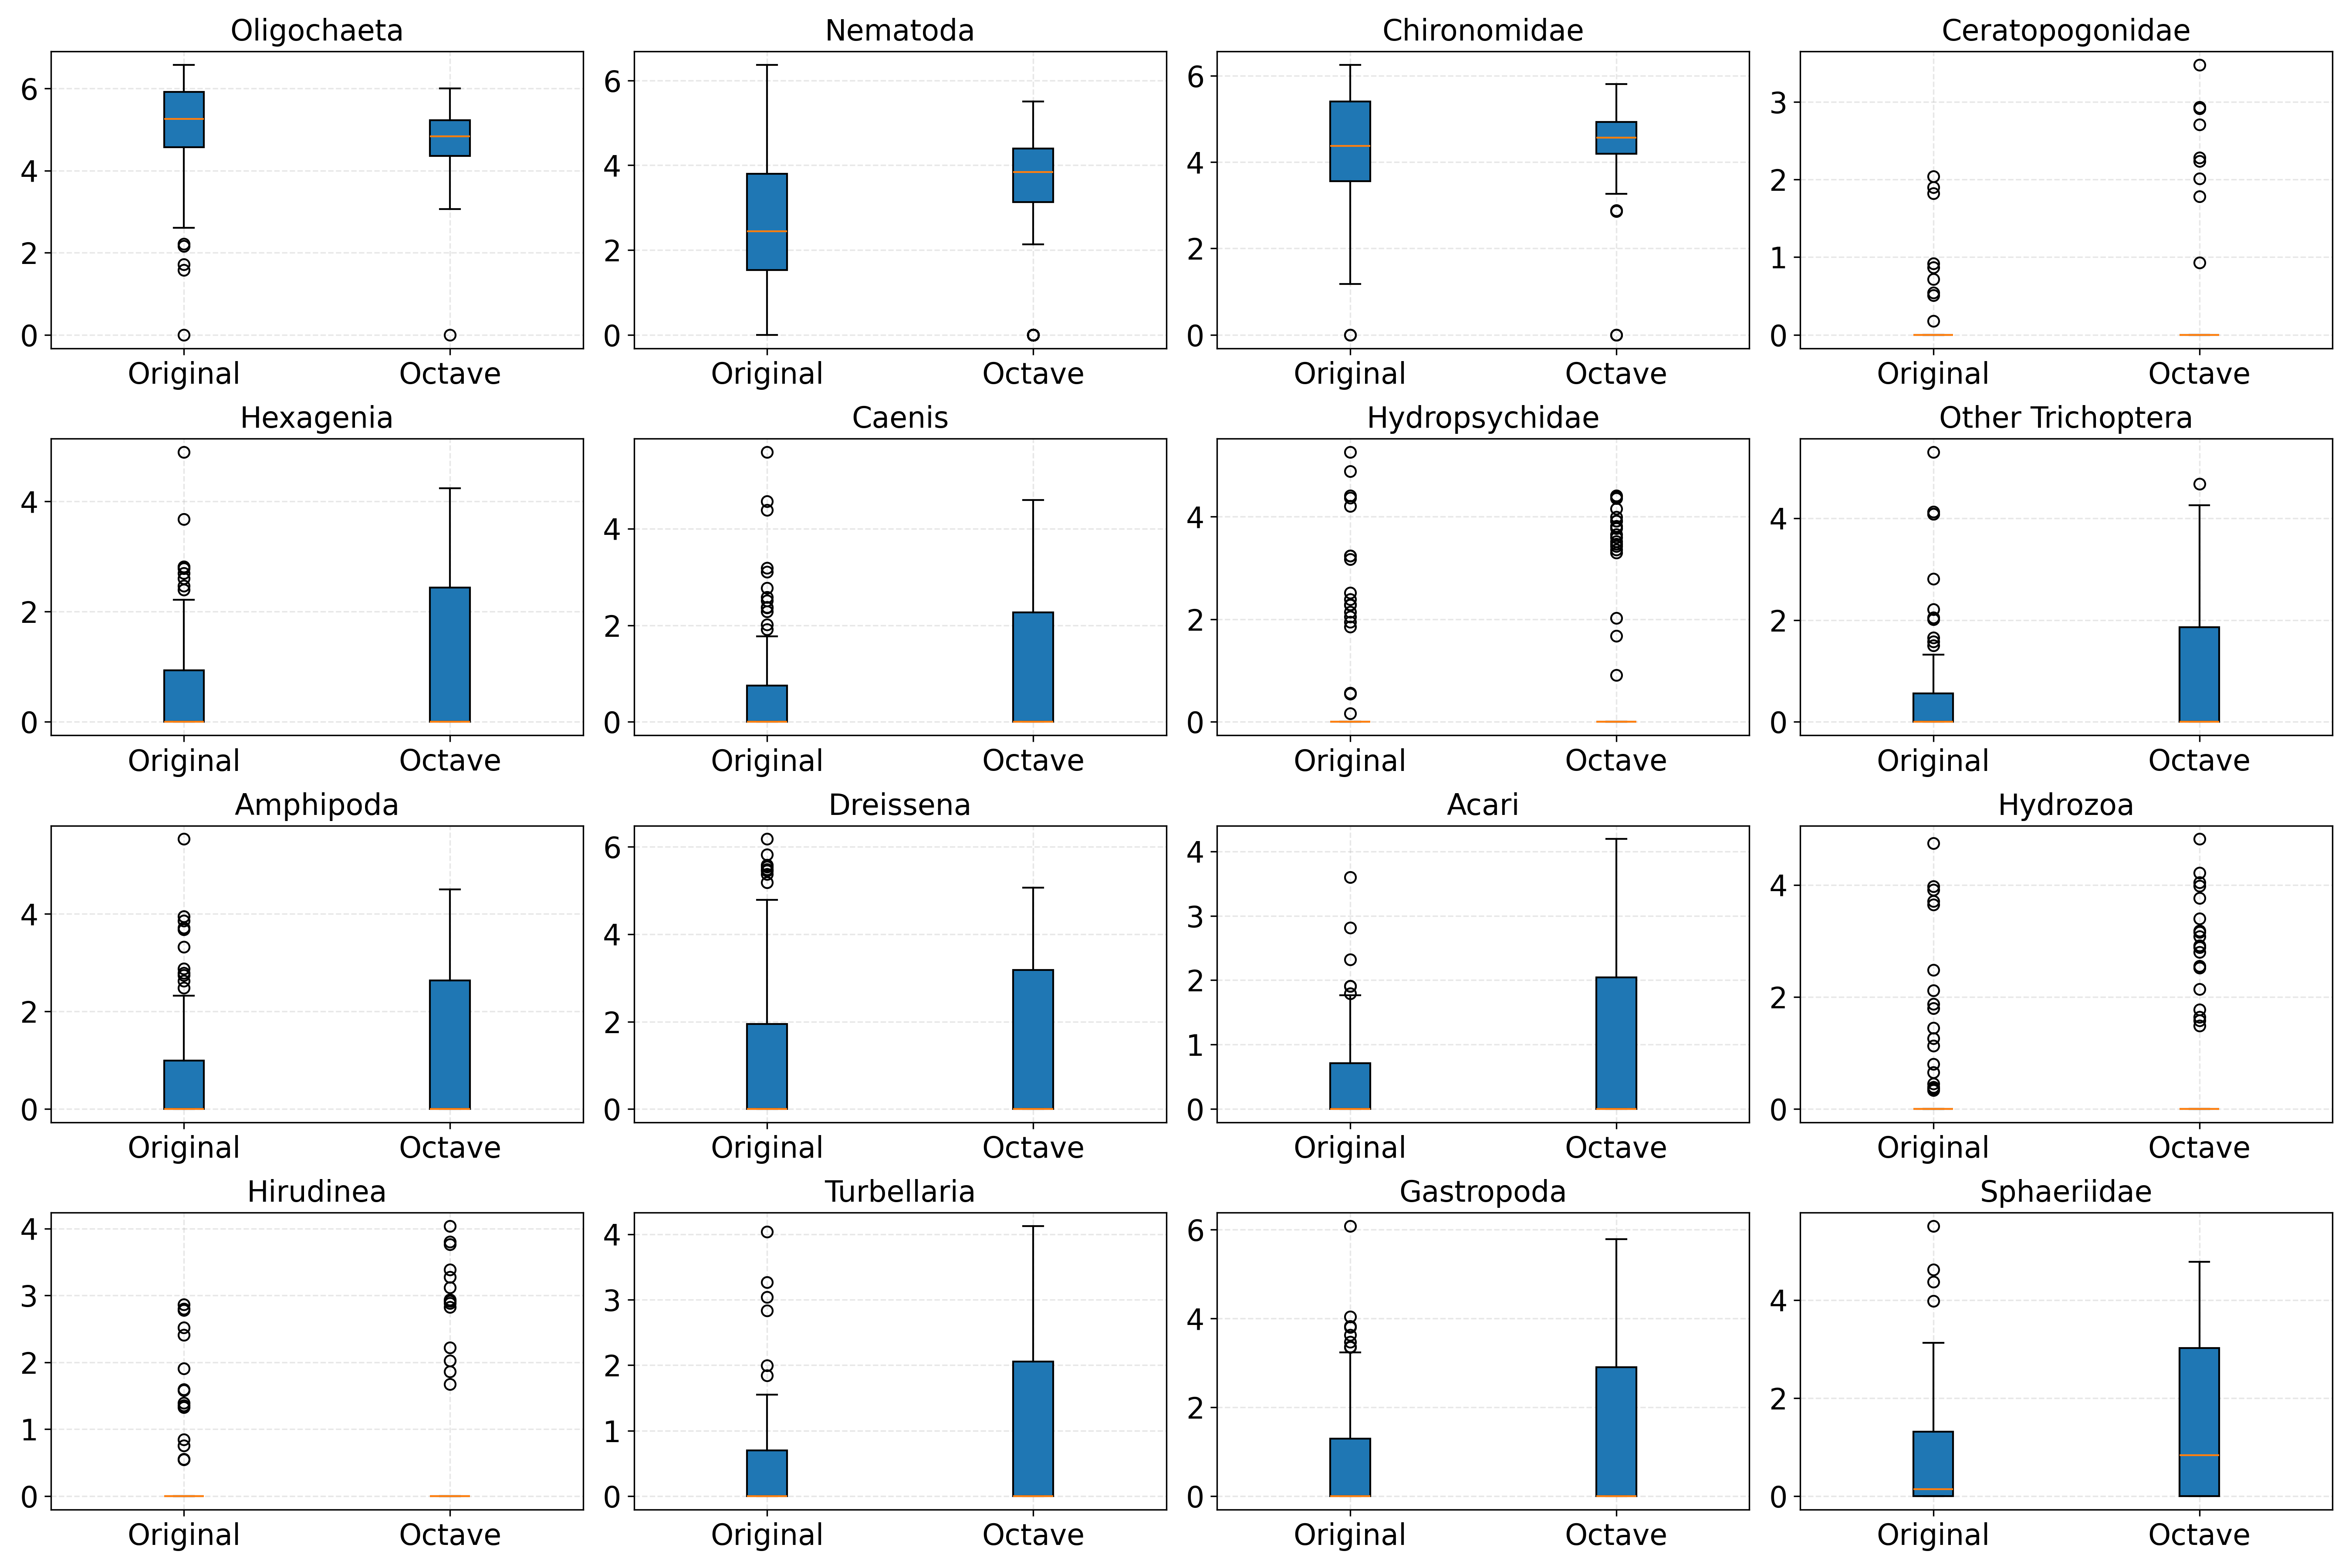 Oligochaeta Nematoda Chironomidae Ceratopogonidae
6 6 6 3
4 4 4 2
2 2 2 1
0 0 0 0
Original Octave Original Octave Original Octave Original Octave
Hexagenia Caenis Hydropsychidae Other Trichoptera
4 4 4 4
2 2 2 2
0 0 0 0
Original Octave Original Octave Original Octave Original Octave
Amphipoda Dreissena Acari Hydrozoa
4 6 4 4
2 4 3 2
0 2 2 0
0 1
0
Original Octave Original Octave Original Octave Original Octave
Hirudinea Turbellaria Gastropoda Sphaeriidae
4 4 6 4
3 3 4 2
2 2 2 0
1 1 0
0 0
Original Octave Original Octave Original Octave Original Octave